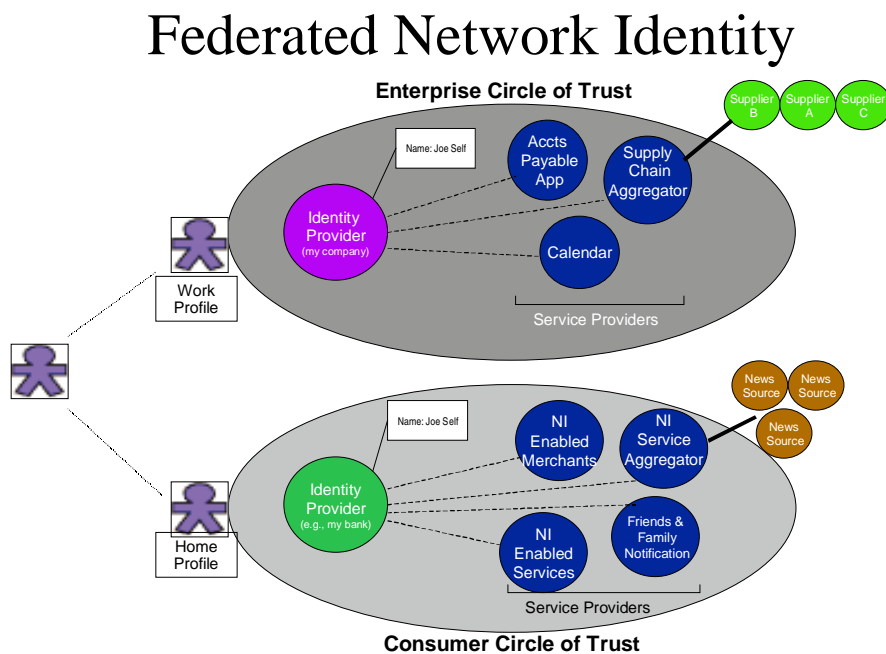 Federated Network Identity
Enterprise Circle of Trust
Supplier
B
Supplier
A
Supplier
C
Name: Joe Self
Accts
Payable
App
Supply
Chain
Aggregator
Identity
Provider
(my company)
Calendar
Work
Profile
Service Providers
News
Source
News
Source
News
Source
Name: Joe Self
NI
Enabled
Merchants
NI
Service
Aggregator
Identity
Provider
(e.g., my bank)
Friends &
Family
Notification
NI
Enabled
Services
Home
Profile
Service Providers
Consumer Circle of Trust